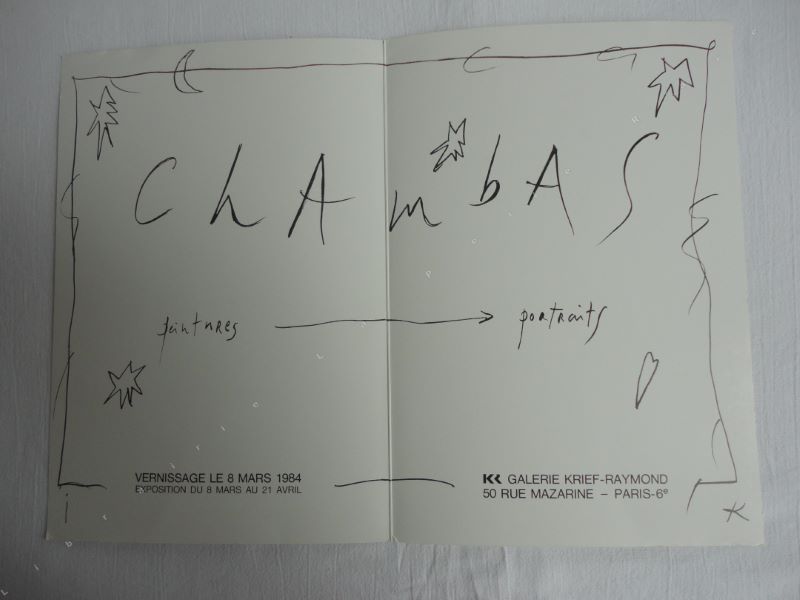 ChAmbAS
peintures → portraits
VERNISSAGE LE 8 MARS 1984
EXPOSITION DU 8 MARS AU 21 AVRIL
KK GALERIE KRIEF-RAYMOND
50 RUE MAZARINE – PARIS-6e
i K